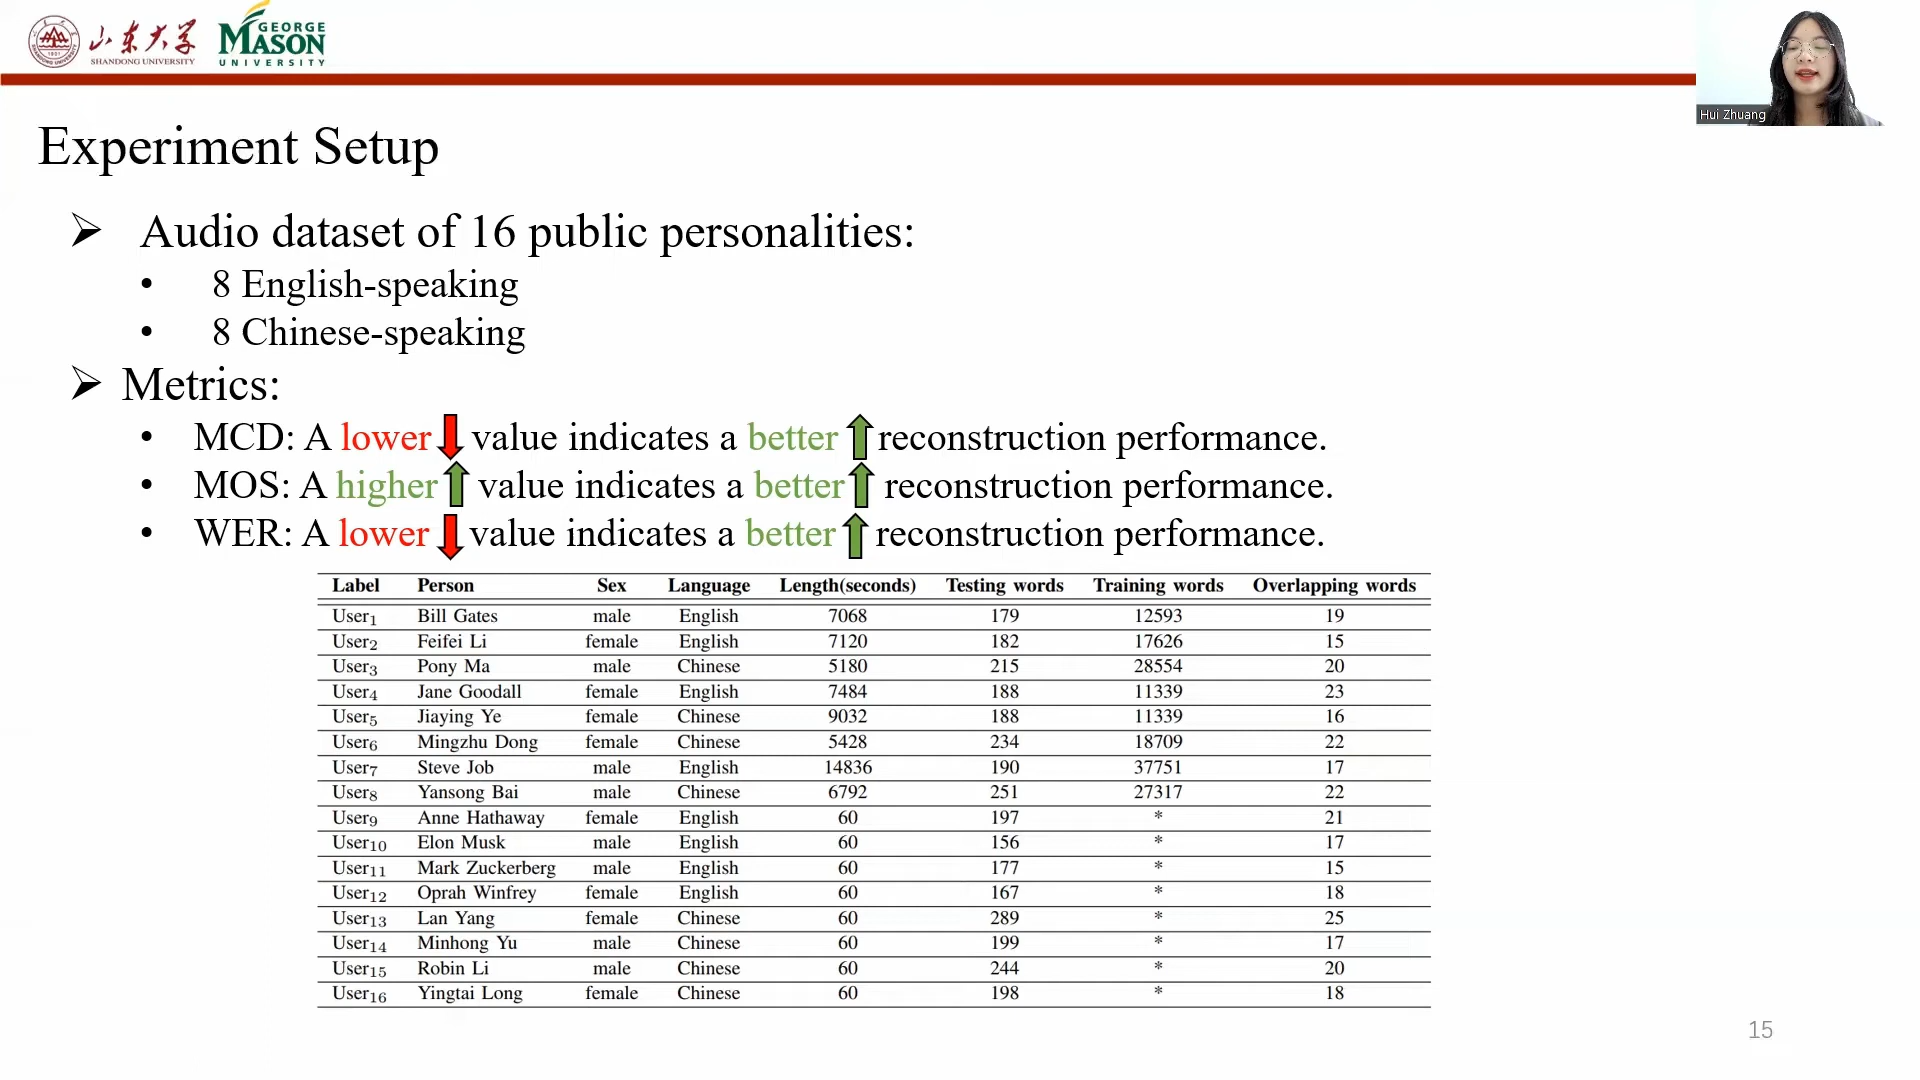 山东大学
SHANDONG UNIVERSITY
1901
GEORGE
MASON
UNIVERSITY
Hui Zhuang
Experiment Setup
➢ Audio dataset of 16 public personalities:
• 8 English-speaking
• 8 Chinese-speaking
➢ Metrics:
• MCD: A lower value indicates a better reconstruction performance.
• MOS: A higher value indicates a better reconstruction performance.
• WER: A lower value indicates a better reconstruction performance.
Label Person Sex Language Length(seconds) Testing words Training words Overlapping words
User1 Bill Gates male English 7068 179 12593 19
User2 Feifei Li female English 7120 182 17626 15
User3 Pony Ma male Chinese 5180 215 28554 20
User4 Jane Goodall female English 7484 188 11339 23
User5 Jiaying Ye female Chinese 9032 188 11339 16
User6 Mingzhu Dong female Chinese 5428 234 18709 22
User7 Steve Job male English 14836 190 37751 17
User8 Yansong Bai male Chinese 6792 251 27317 22
User9 Anne Hathaway female English 60 197 * 21
User10 Elon Musk male English 60 156 * 17
User11 Mark Zuckerberg male English 60 177 * 15
User12 Oprah Winfrey female English 60 167 * 18
User13 Lan Yang female Chinese 60 289 * 25
User14 Minhong Yu male Chinese 60 199 * 17
User15 Robin Li male Chinese 60 244 * 20
User16 Yingtai Long female Chinese 60 198 * 18
15